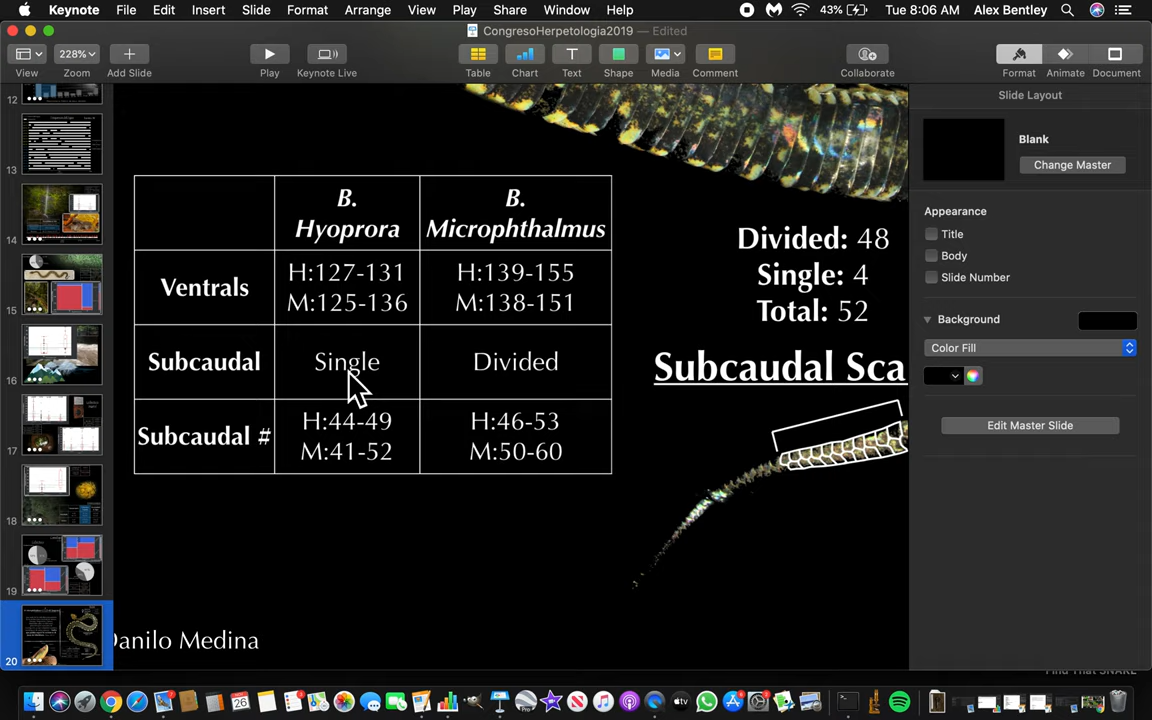 Keynote File Edit Insert Slide Format Arrange View Play Share Window Help 43% Tue 8:06 AM Alex Bentley
CongresoHerpetologia2019 — Edited
228%
View Zoom Add Slide Play Keynote Live Table Chart Text Shape Media Comment Collaborate Format Animate Document
Slide Layout
Blank
Change Master
Appearance
Title
Body
Slide Number
Background
Color Fill
Edit Master Slide
12
13
14
15
16
17
18
19
20
B. Hyoprora
B. Microphthalmus
Ventrals
H:127-131
M:125-136
H:139-155
M:138-151
Subcaudal
Single
Divided
Subcaudal #
H:44-49
M:41-52
H:46-53
M:50-60
Divided: 48
Single: 4
Total: 52
Subcaudal Sca
Danilo Medina